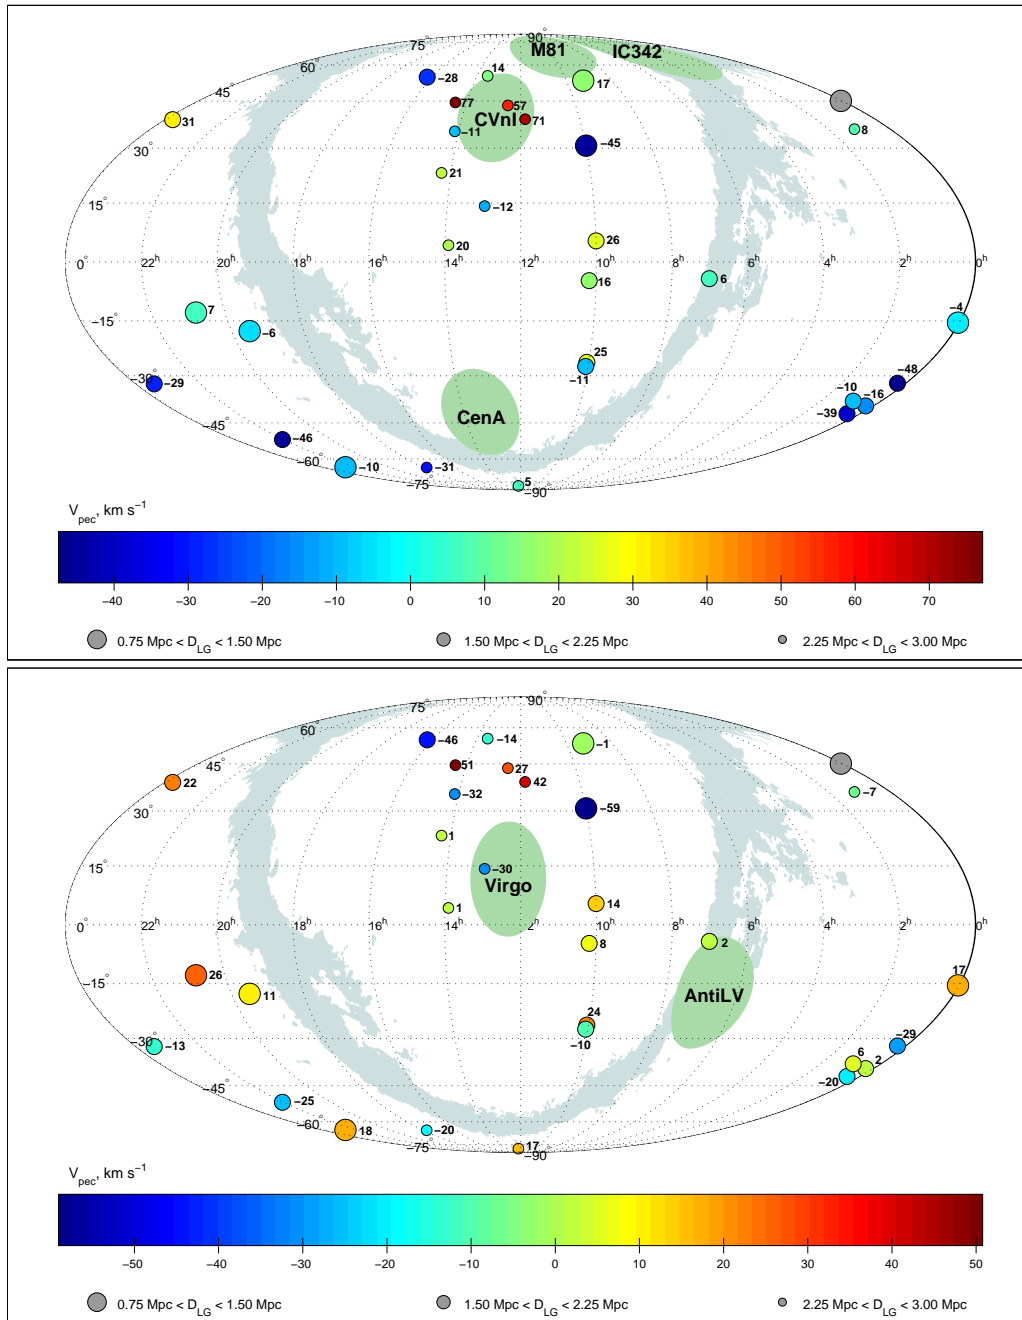 90°
75°
M81
IC342
60°
−28
14
17
45°
77
57
31
CVnI
71
8
−11
30°
−45
21
15°
−12
20
26
0°
22ʰ
20ʰ
18ʰ
16ʰ
14ʰ
12ʰ
10ʰ
8ʰ
6ʰ
4ʰ
2ʰ
0ʰ
16
6
7
−4
−15°
−6
25
−11
−30°
−29
−48
−10
−16
−39
CenA
−45°
−46
−60°
−10
−31
−75°
5
−90°
V_pec, km s⁻¹
−40 −30 −20 −10 0 10 20 30 40 50 60 70
0.75 Mpc < D_LG < 1.50 Mpc
1.50 Mpc < D_LG < 2.25 Mpc
2.25 Mpc < D_LG < 3.00 Mpc
90°
75°
60°
−46
−14
−1
45°
51
27
22
42
−7
−32
30°
−59
1
15°
−30
Virgo
1
14
0°
22ʰ
20ʰ
18ʰ
16ʰ
14ʰ
2ʰ
10ʰ
8ʰ
6ʰ
4ʰ
2ʰ
0ʰ
8
2
26
17
−15°
11
AntiLV
24
−10
−30°
−13
−29
6
2
−20
−45°
−25
−60°
18
−20
−75°
17
−90°
V_pec, km s⁻¹
−50 −40 −30 −20 −10 0 10 20 30 40 50
0.75 Mpc < D_LG < 1.50 Mpc
1.50 Mpc < D_LG < 2.25 Mpc
2.25 Mpc < D_LG < 3.00 Mpc